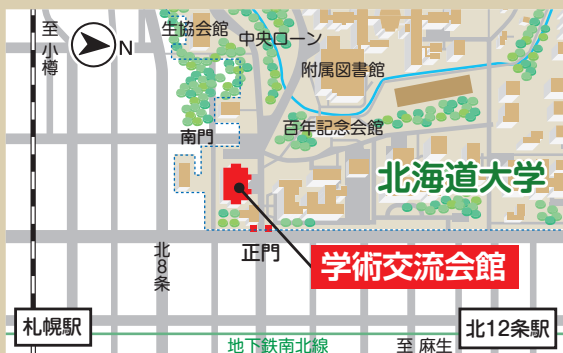 至
小
樽
N
生協会館
中央ローン
附属図書館
百年記念会館
南門
北海道大学
北
8
条
正門
学術交流会館
札幌駅
北12条駅
地下鉄南北線
至 麻生